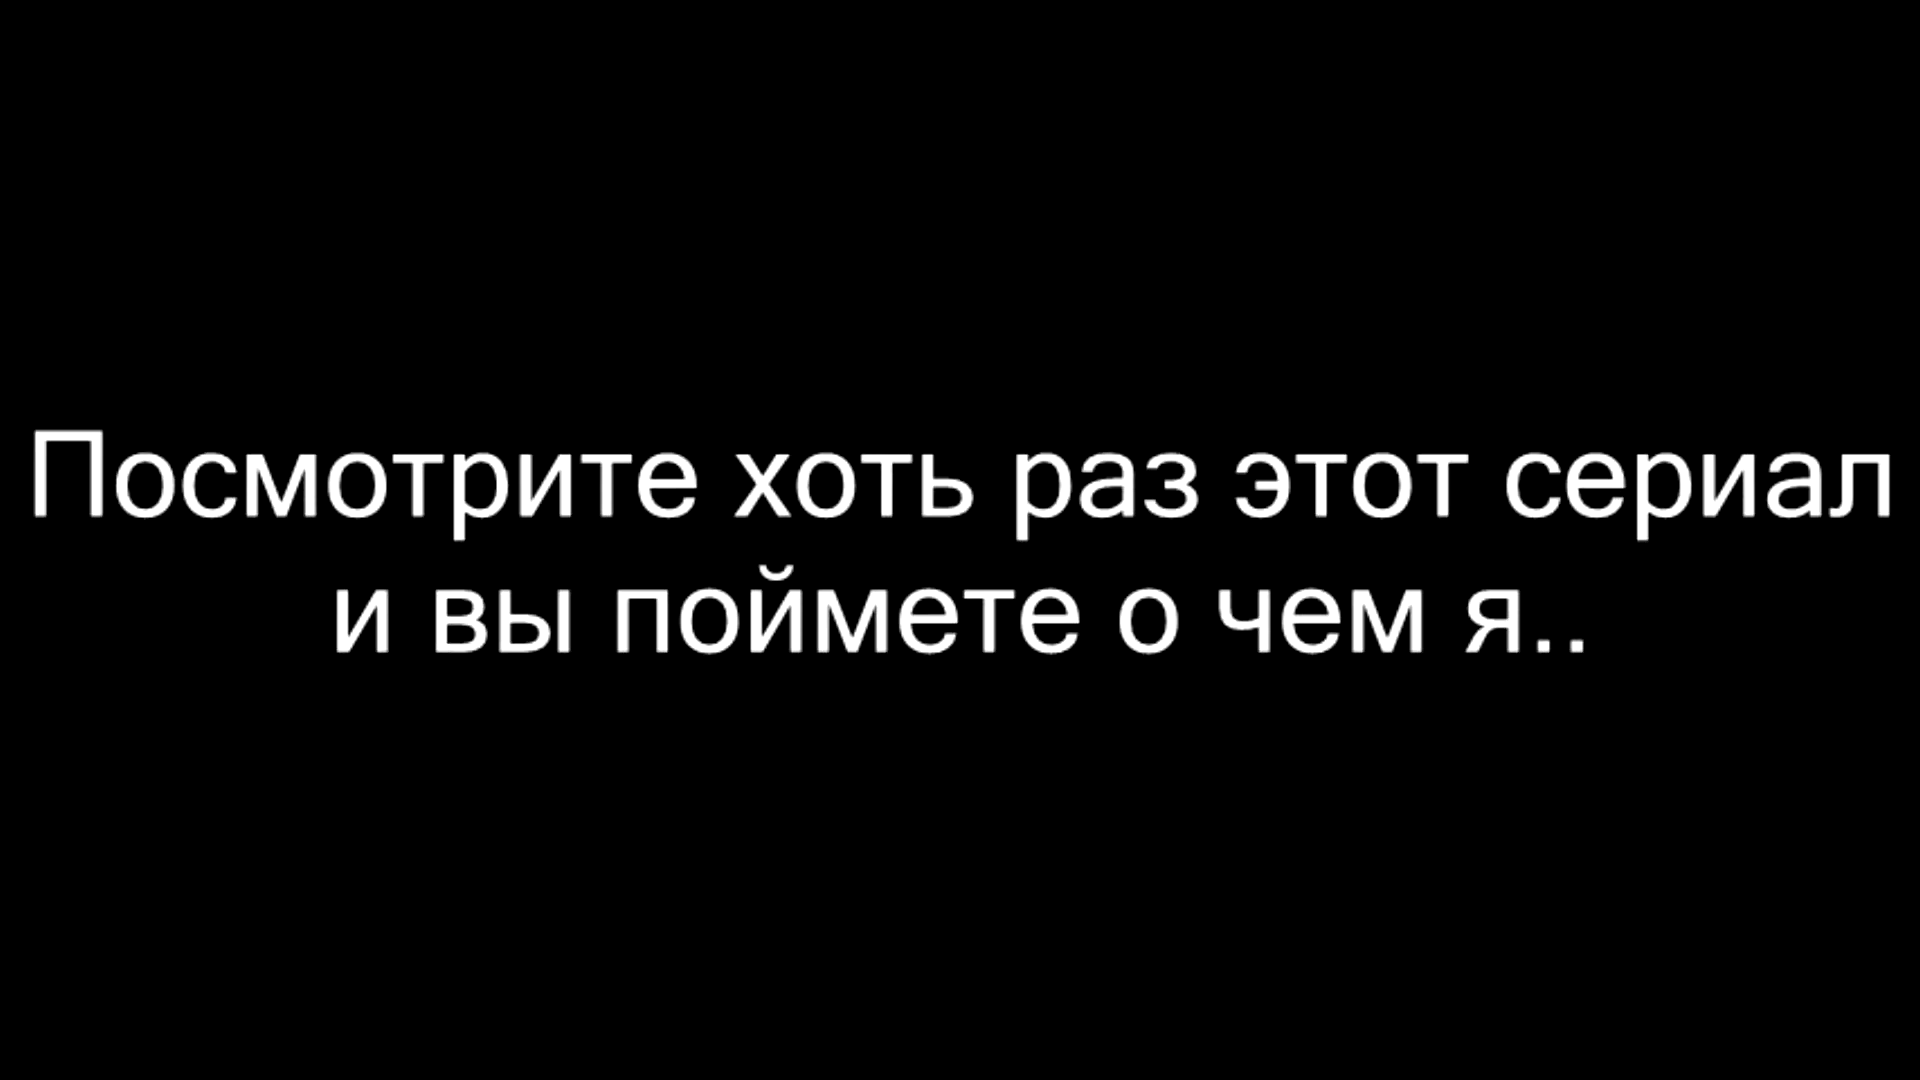 Посмотрите хоть раз этот сериал
и вы поймете о чем я..